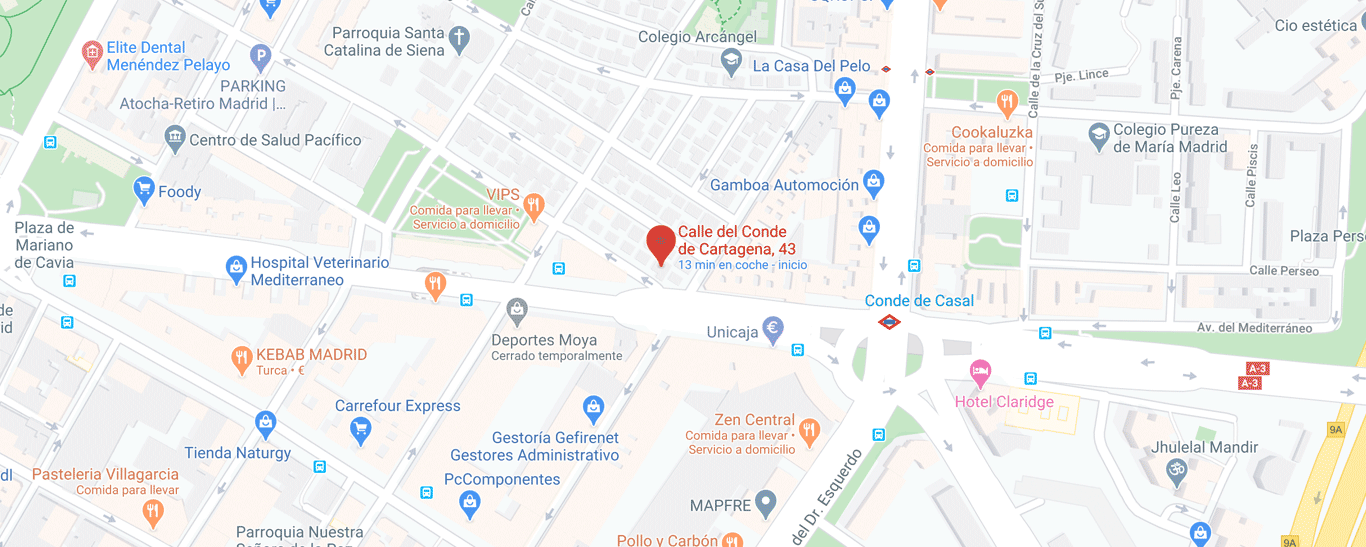 Parroquia Santa
Catalina de Siena
Colegio Arcángel
Cio estética
Elite Dental
Menéndez Pelayo
La Casa Del Pelo
PARKING
Atocha-Retiro Madrid |...
P
Pje. Lince
Pje. Carena
Calle de la Cruz del Su
Cookaluzka
Comida para llevar •
Servicio a domicilio
Colegio Pureza
de María Madrid
Centro de Salud Pacífico
Calle Leo
Calle Piscis
Foody
VIPS
Comida para llevar •
Servicio a domicilio
Gamboa Automoción
Plaza de
Mariano
de Cavia
Calle del Conde
de Cartagena, 43
13 min en coche - inicio
Plaza Perse
Hospital Veterinario
Mediterraneo
Calle Perseo
Conde de Casal
Deportes Moya
Cerrado temporalmente
Unicaja
€
Av. del Mediterráneo
KEBAB MADRID
Turca • €
A-3
A-3
Hotel Claridge
Carrefour Express
Zen Central
Comida para llevar •
Servicio a domicilio
9A
Gestoría Gefirenet
Gestores Administrativo
Tienda Naturgy
Jhulelal Mandir
Pasteleria Villagarcia
Comida para llevar
PcComponentes
MAPFRE
del Dr. Esquerdo
Parroquia Nuestra
Pollo y Carbón
9A